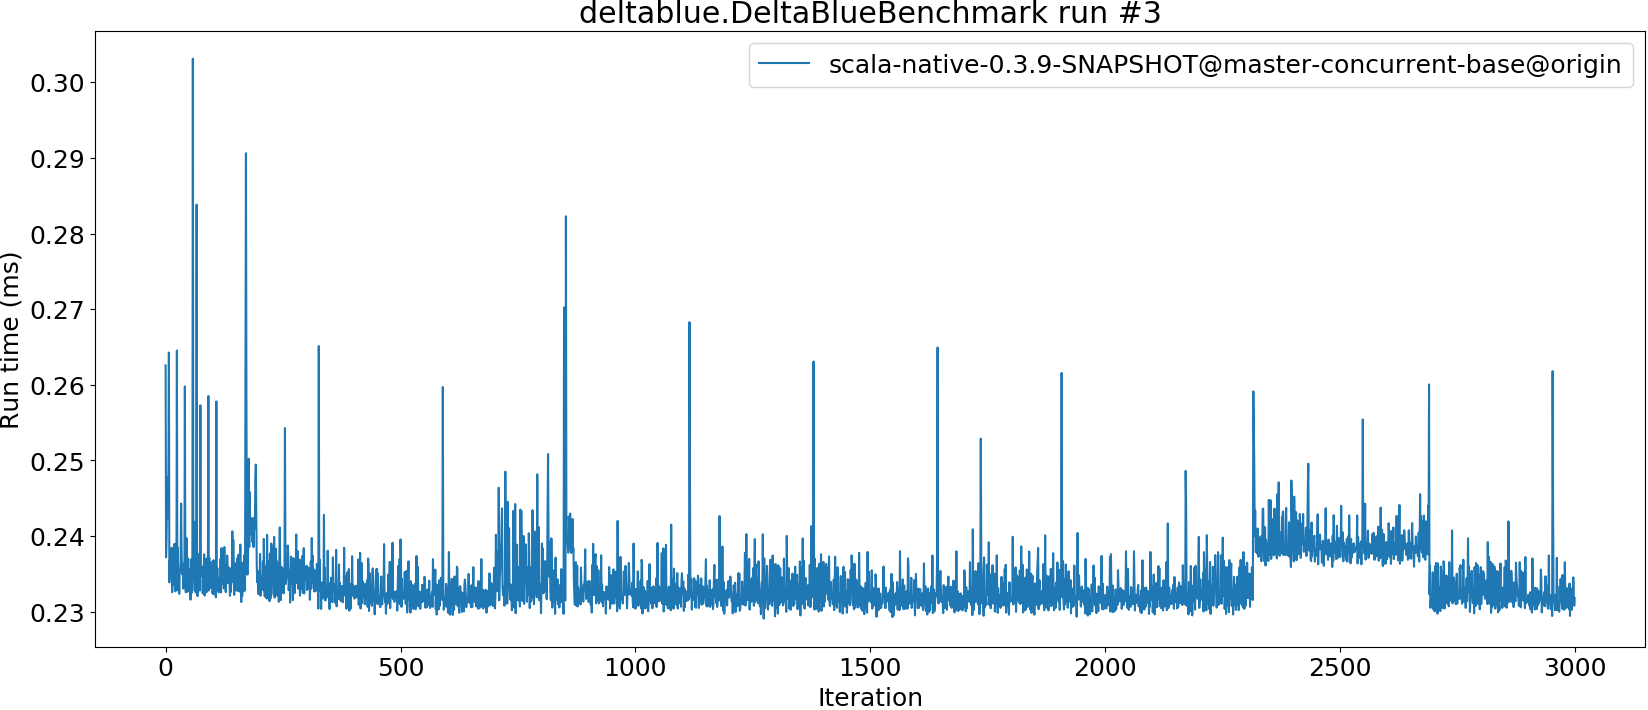 deltablue.DeltaBlueBenchmark run #3
scala-native-0.3.9-SNAPSHOT@master-concurrent-base@origin
Run time (ms)
0.30
0.29
0.28
0.27
0.26
0.25
0.24
0.23
0 500 1000 1500 2000 2500 3000
Iteration